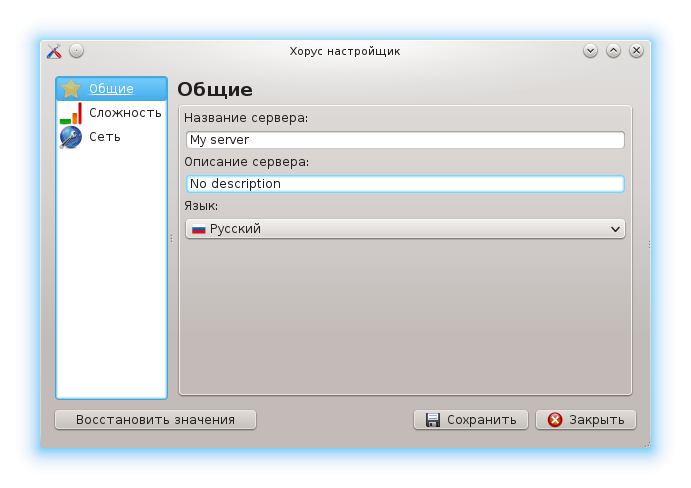 Хорус настройщик
Общие
Сложность
Сеть
Общие
Название сервера:
My server
Описание сервера:
No description
Язык:
Русский
Восстановить значения
Сохранить
Закрыть